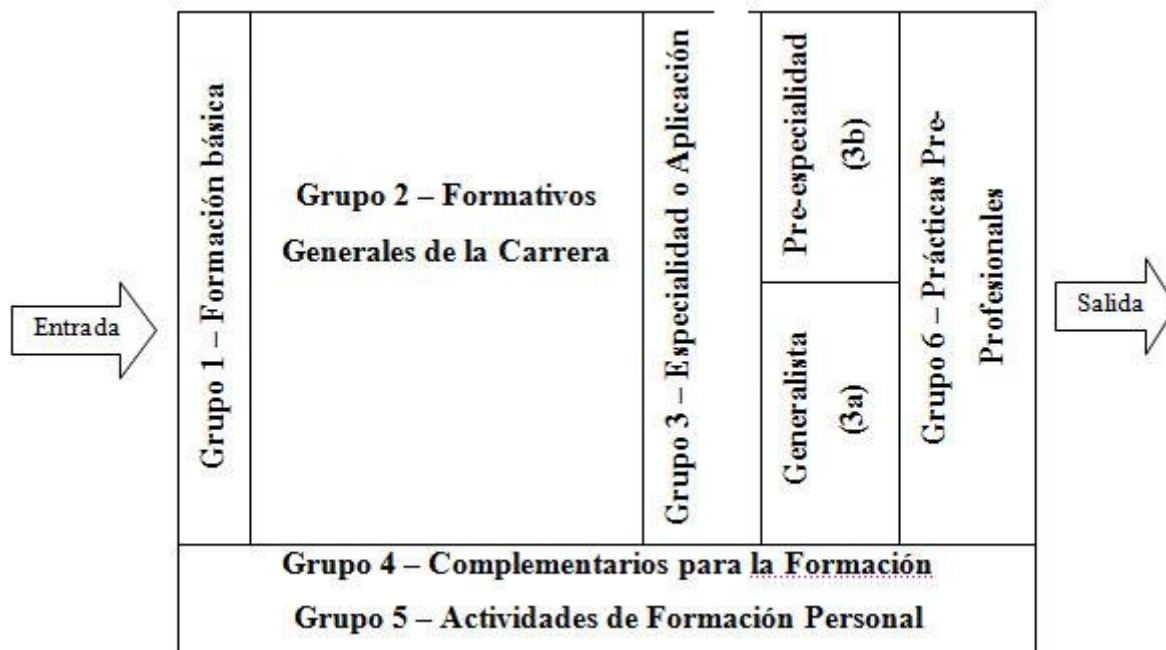 Entrada
Grupo 1 – Formación básica
Grupo 2 – Formativos
Generales de la Carrera
Grupo 3 – Especialidad o Aplicación
Pre-especialidad
(3b)
Generalista
(3a)
Grupo 6 – Prácticas Pre-
Profesionales
Salida
Grupo 4 – Complementarios para la Formación
Grupo 5 – Actividades de Formación Personal